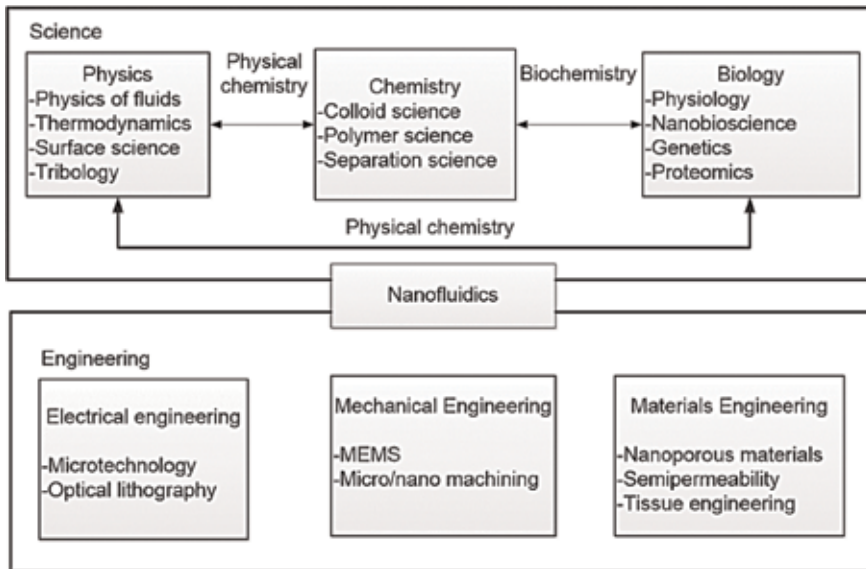 Science
Physics
-Physics of fluids
-Thermodynamics
-Surface science
-Tribology
Physical
chemistry
Chemistry
-Colloid science
-Polymer science
-Separation science
Biochemistry
Biology
-Physiology
-Nanobioscience
-Genetics
-Proteomics
Physical chemistry
Nanofluidics
Engineering
Electrical engineering
-Microtechnology
-Optical lithography
Mechanical Engineering
-MEMS
-Micro/nano machining
Materials Engineering
-Nanoporous materials
-Semipermeability
-Tissue engineering